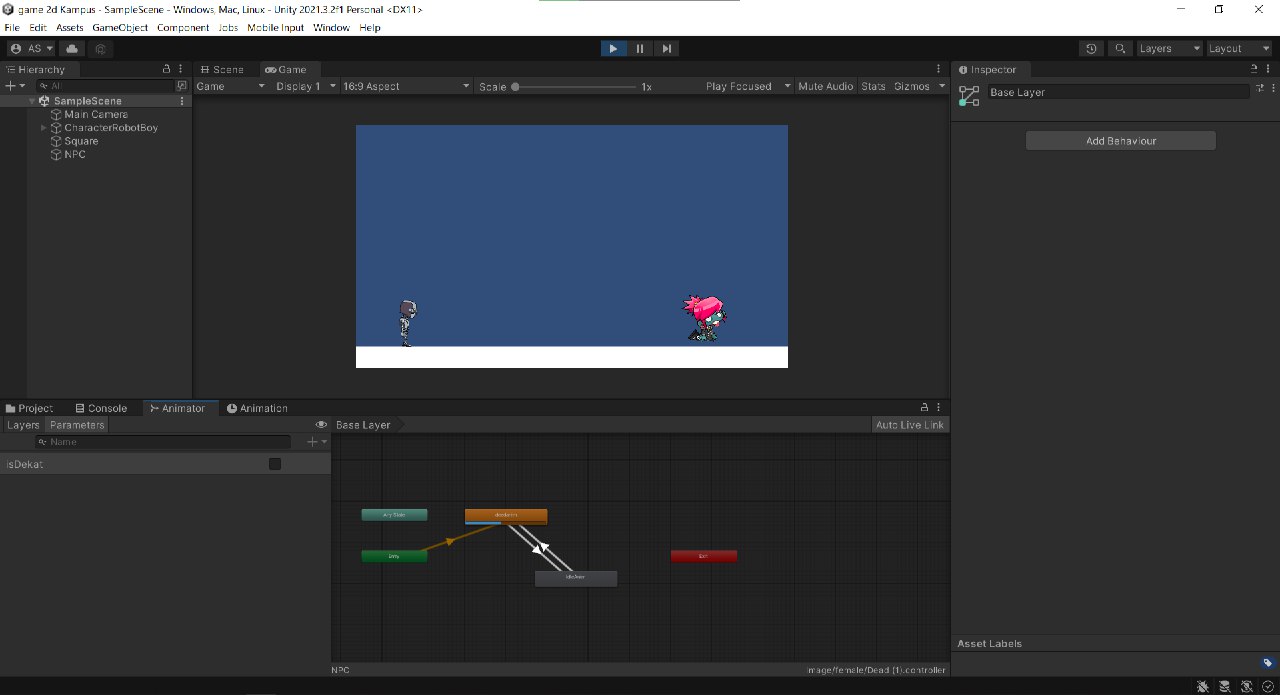 game 2d Kampus - SampleScene - Windows, Mac, Linux - Unity 2021.3.2f1 Personal <DX11>
File Edit Assets GameObject Component Jobs Mobile Input Window Help
AS Layers Layout
Hierarchy Scene Game Inspector
All Game Display 1 16:9 Aspect Scale 1x Play Focused Mute Audio Stats Gizmos Base Layer
SampleScene
Main Camera
CharacterRobotBoy
Square
NPC
Add Behaviour
Project Console Animator Animation
Layers Parameters Base Layer Auto Live Link
Name
isDekat
Any State
Entry
Exit
IdleAnim
Asset Labels
NPC Image/female/Dead (1).controller